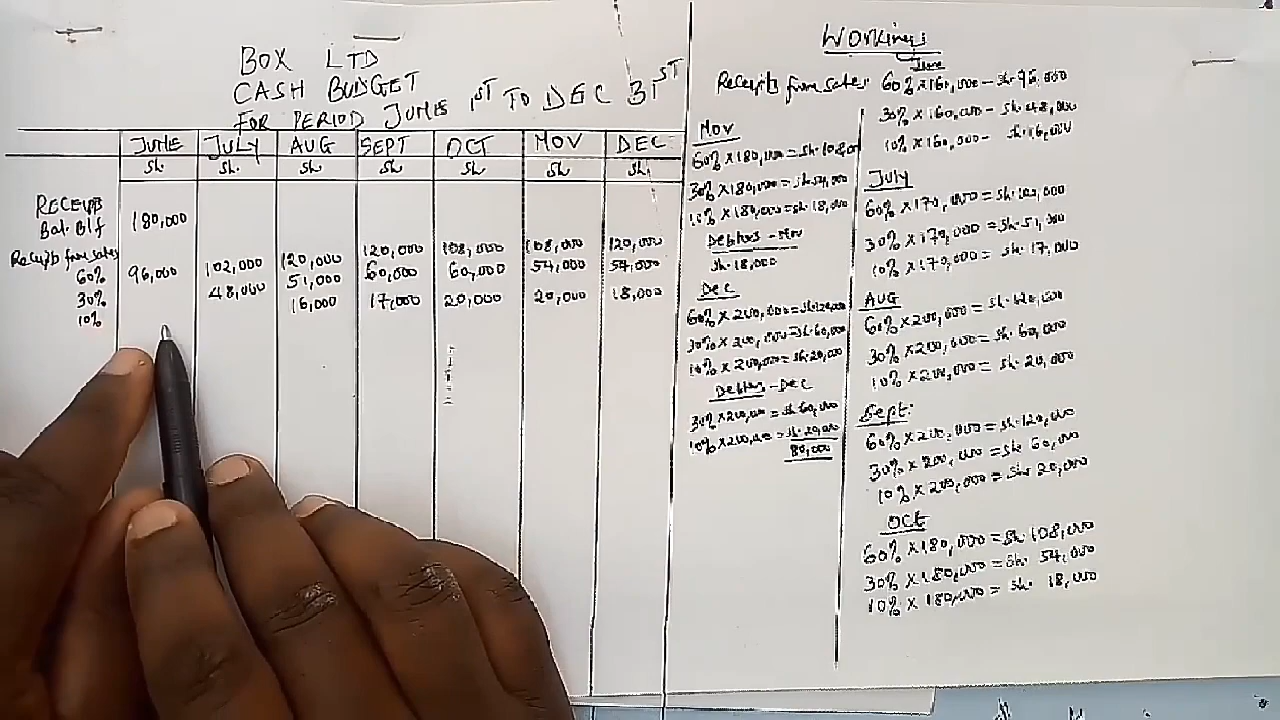 BOX LTD
CASH BUDGET
FOR PERIOD JUNE 1ST TO DEC 31ST
JUNE JULY AUG SEPT OCT NOV DEC
sh. sh. sh sh sh sh sh.
RECEIPTS
Bal. B/f 180,000
Receipts from sales
60% 96,000 102,000 120,000 120,000 108,000 108,000 120,000
30% 48,000 51,000 60,000 60,000 54,000 54,000
10% 16,000 17,000 20,000 20,000 18,000
Workings
June
Receipts from sales: 60% x 160,000 - sh. 96,000
30% x 160,000 - sh. 48,000
10% x 160,000 - sh. 16,000
July
60% x 170,000 = sh. 102,000
30% x 170,000 = sh. 51,000
10% x 170,000 = sh. 17,000
AUG
60% x 200,000 = sh. 120,000
30% x 200,000 = sh. 60,000
10% x 200,000 = sh. 20,000
Sept:
60% x 200,000 = sh. 120,000
30% x 200,000 = sh 60,000
10% x 200,000 = sh 20,000
OCT
60% x 180,000 = sh. 108,000
30% x 180,000 = sh. 54,000
10% x 180,000 = sh. 18,000
NOV
60% x 180,000 = sh 108,000
30% x 180,000 = sh 54,000
10% x 180,000 = sh. 18,000
Debtors - Nov
sh. 18,000
Dec
60% x 200,000 = sh. 120,000
30% x 200,000 = sh. 60,000
10% x 200,000 = sh. 20,000
Debtors - Dec
30% x 200,000 = sh 60,000
10% x 200,000 = sh. 20,000
80,000